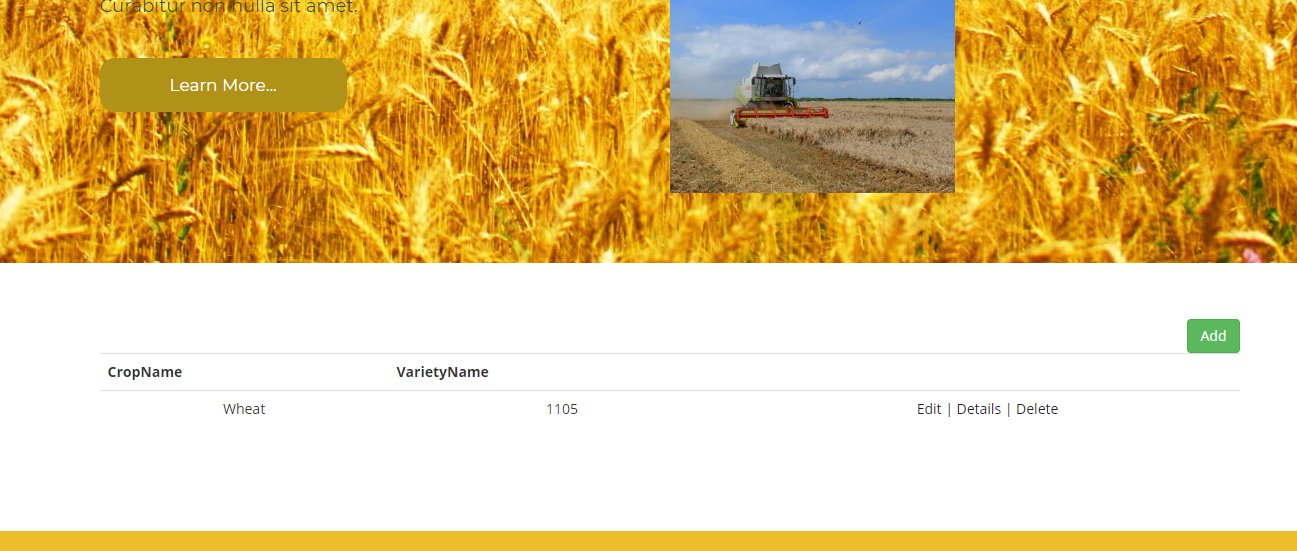 Curabitur non nulla sit amet.
Learn More...
Add
CropName VarietyName
Wheat 1105 Edit | Details | Delete